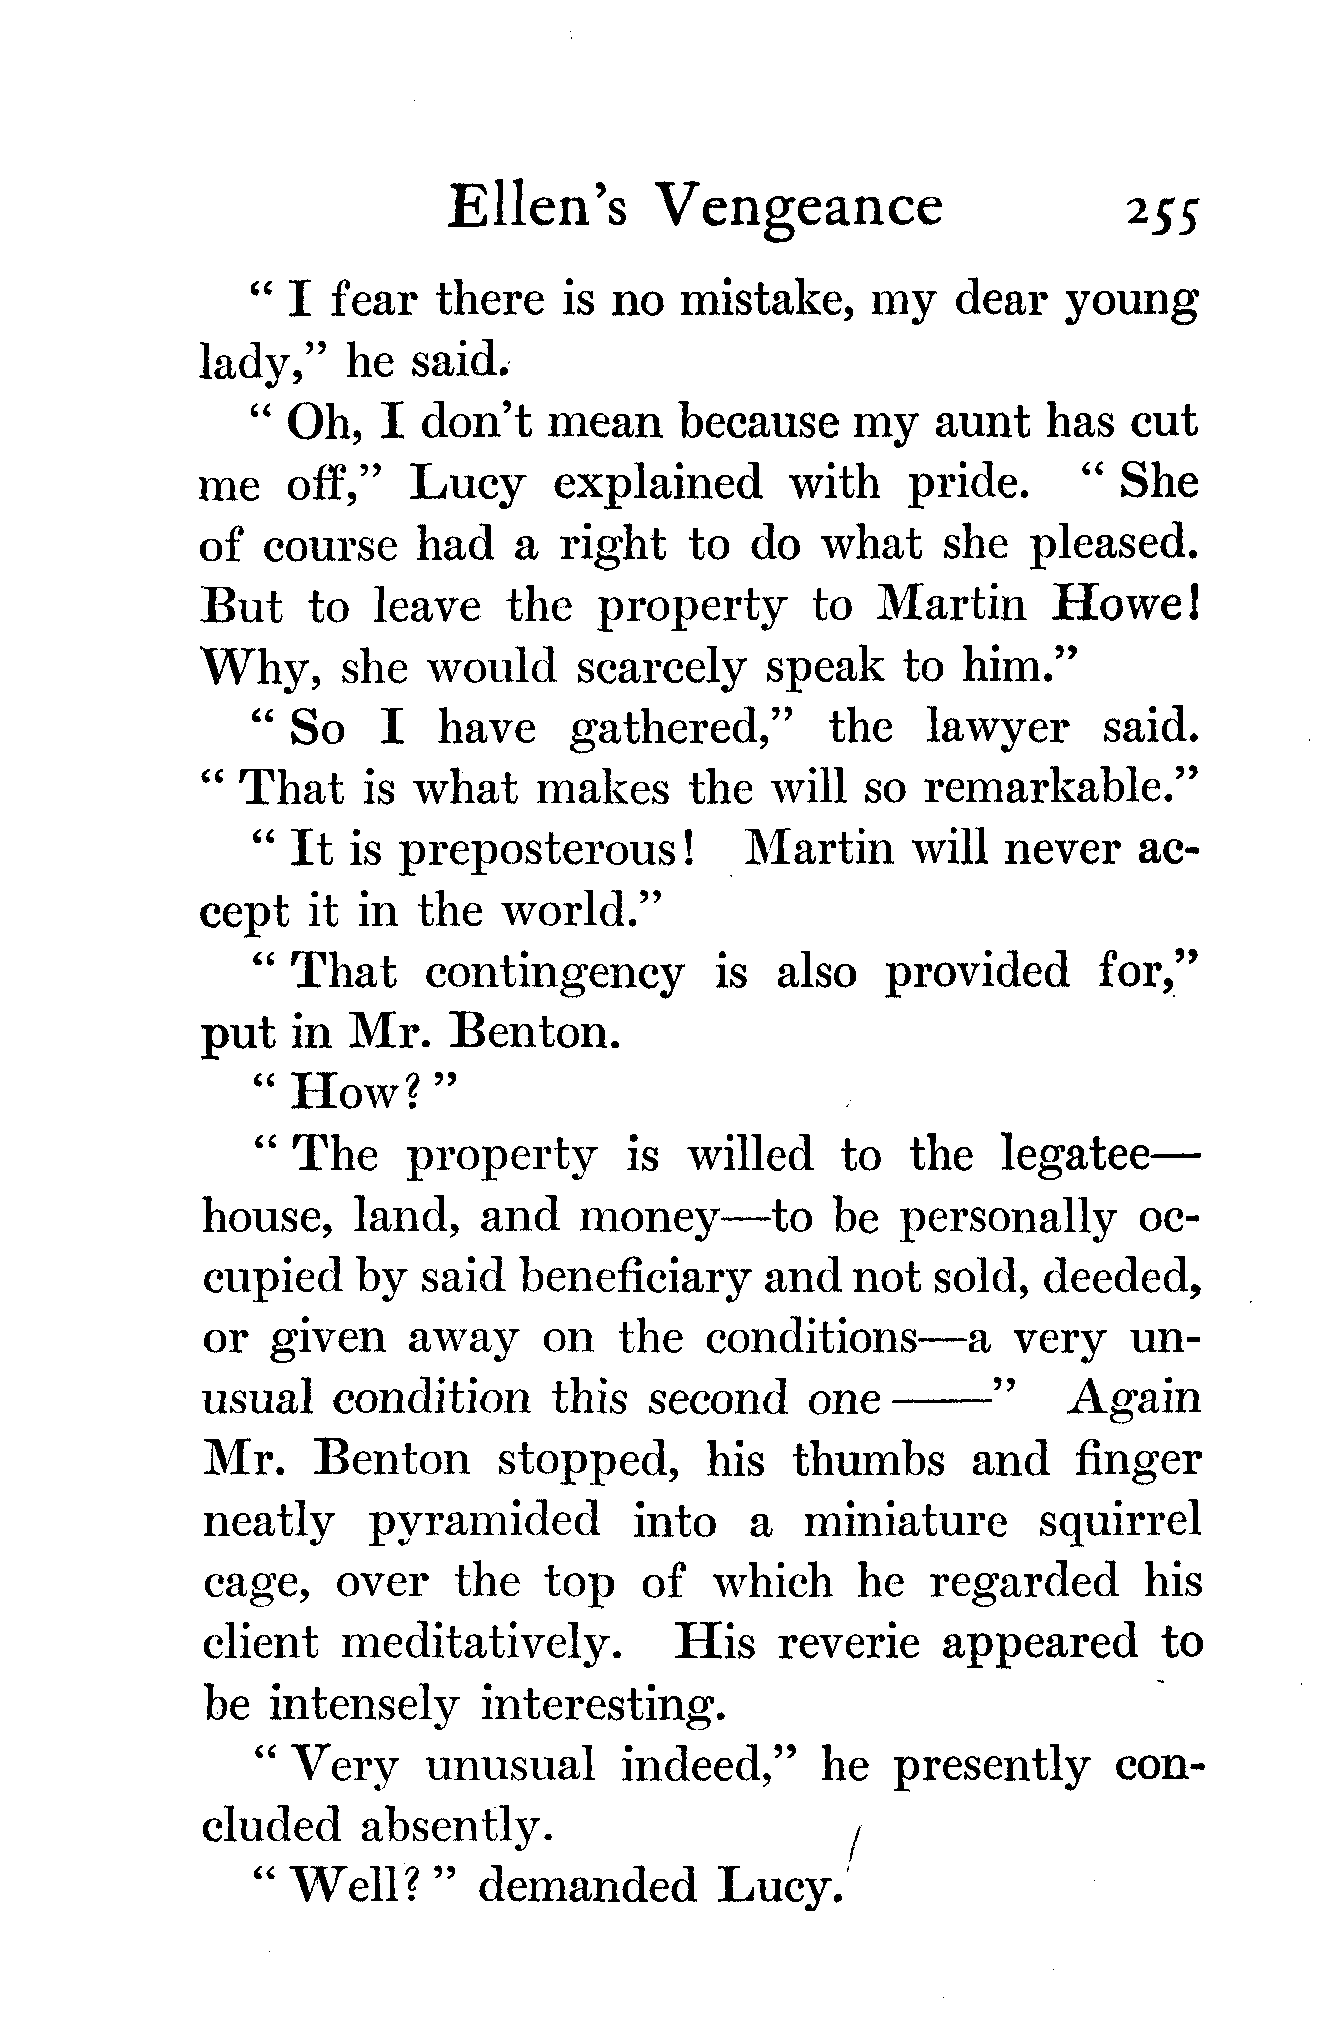 Ellen's Vengeance 255
" I fear there is no mistake, my dear young
lady," he said.
" Oh, I don't mean because my aunt has cut
me off," Lucy explained with pride. " She
of course had a right to do what she pleased.
But to leave the property to Martin Howe!
Why, she would scarcely speak to him."
" So I have gathered," the lawyer said.
" That is what makes the will so remarkable."
" It is preposterous! Martin will never ac-
cept it in the world."
" That contingency is also provided for,"
put in Mr. Benton.
" How? "
" The property is willed to the legatee—
house, land, and money—to be personally oc-
cupied by said beneficiary and not sold, deeded,
or given away on the conditions—a very un-
usual condition this second one ——" Again
Mr. Benton stopped, his thumbs and finger
neatly pyramided into a miniature squirrel
cage, over the top of which he regarded his
client meditatively. His reverie appeared to
be intensely interesting.
" Very unusual indeed," he presently con-
cluded absently.
" Well? " demanded Lucy.